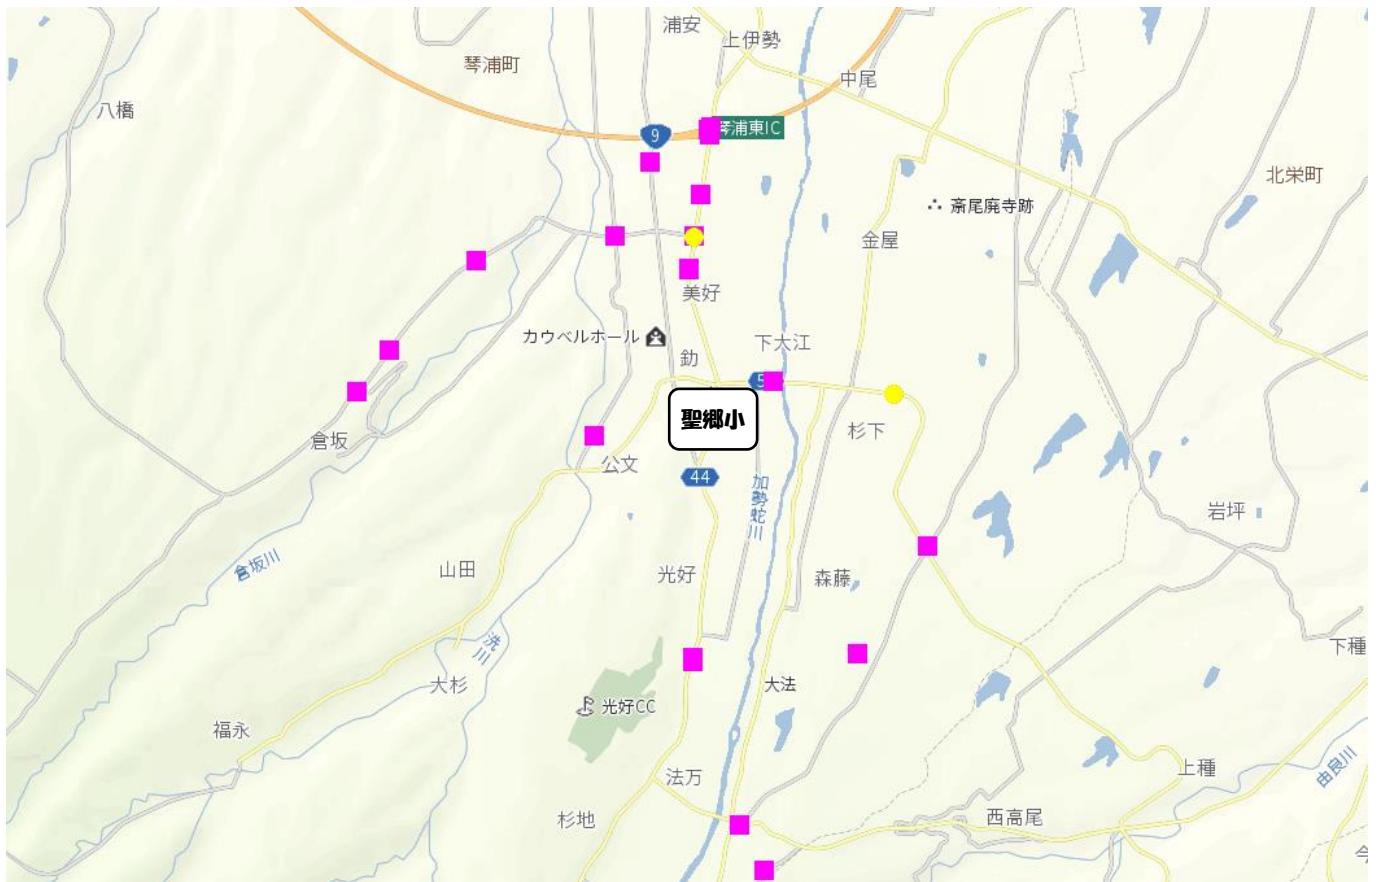 浦安
上伊勢
琴浦町
中尾
八橋
琴浦東IC
9
北栄町
斎尾廃寺跡
金屋
美好
カウベルホール
下大江
釛
5
聖郷小
杉下
倉坂
公文
44
加勢蛇川
岩坪
倉坂川
山田
光好
森藤
洗川
下種
大杉
大法
光好CC
福永
法万
上種
由良川
杉地
西高尾
今